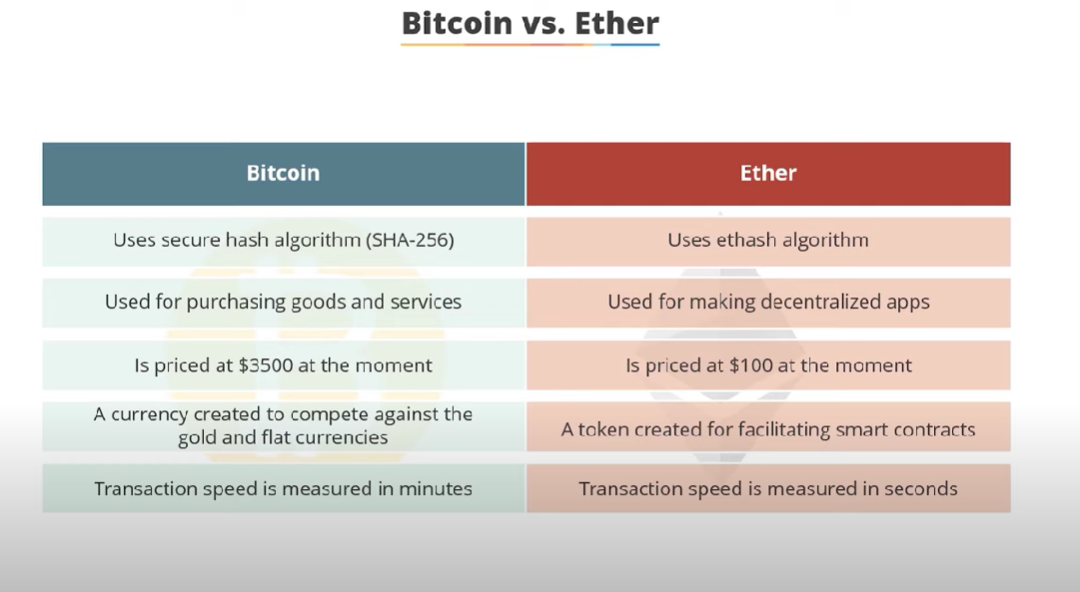 Bitcoin vs. Ether
Bitcoin
Ether
Uses secure hash algorithm (SHA-256)
Uses ethash algorithm
Used for purchasing goods and services
Used for making decentralized apps
Is priced at $3500 at the moment
Is priced at $100 at the moment
A currency created to compete against the
gold and flat currencies
A token created for facilitating smart contracts
Transaction speed is measured in minutes
Transaction speed is measured in seconds